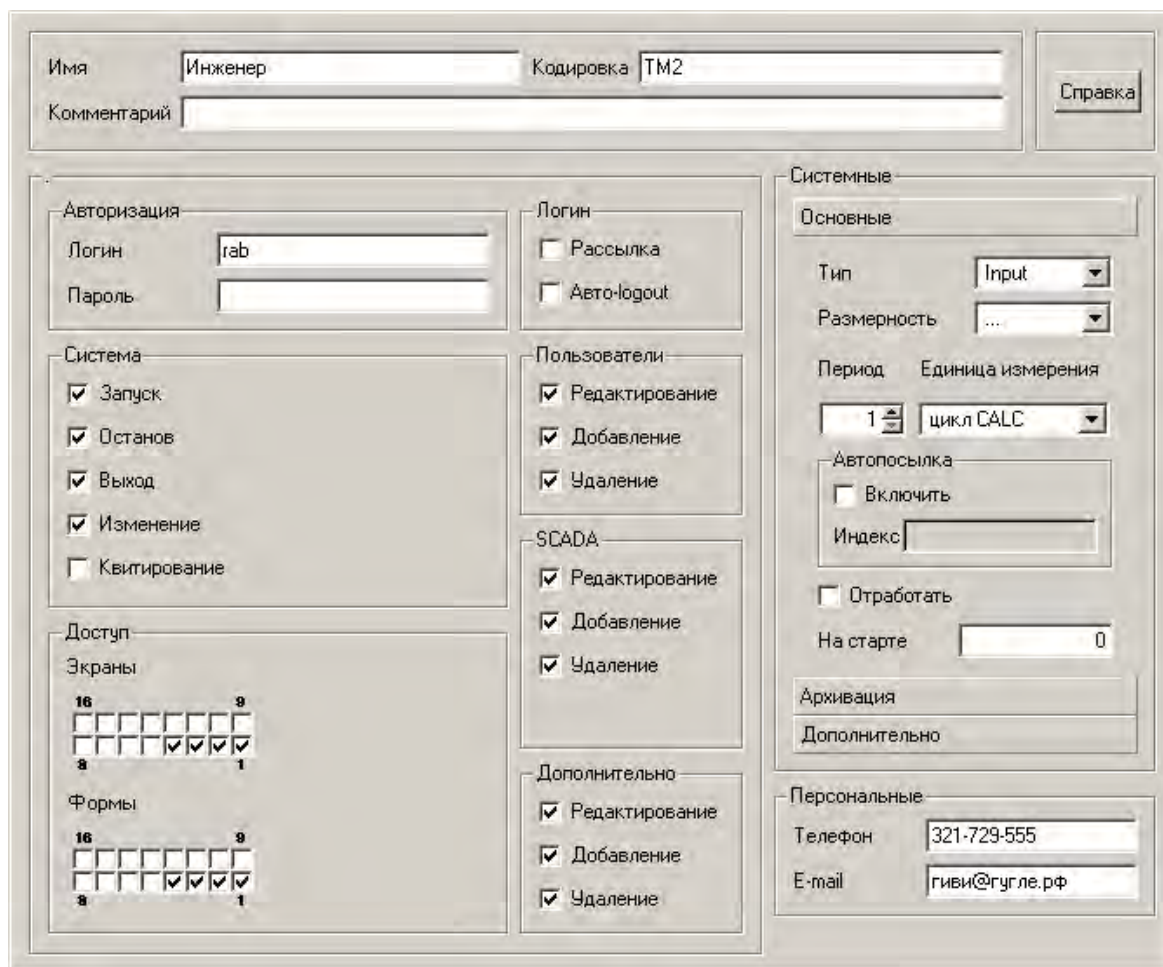 Имя Инженер Кодировка TM2
Комментарий
Справка
Авторизация
Логин rab
Пароль
Логин
Рассылка
Авто-logout
Система
Запуск
Останов
Выход
Изменение
Квитирование
Пользователи
Редактирование
Добавление
Удаление
SCADA
Редактирование
Добавление
Удаление
Доступ
Экраны
16 9
8 1
Формы
16 9
8 1
Дополнительно
Редактирование
Добавление
Удаление
Системные
Основные
Тип Input
Размерность ...
Период Единица измерения
1 цикл CALC
Автопосылка
Включить
Индекс
Отработать
На старте 0
Архивация
Дополнительно
Персональные
Телефон 321-729-555
E-mail гиви@гугле.рф